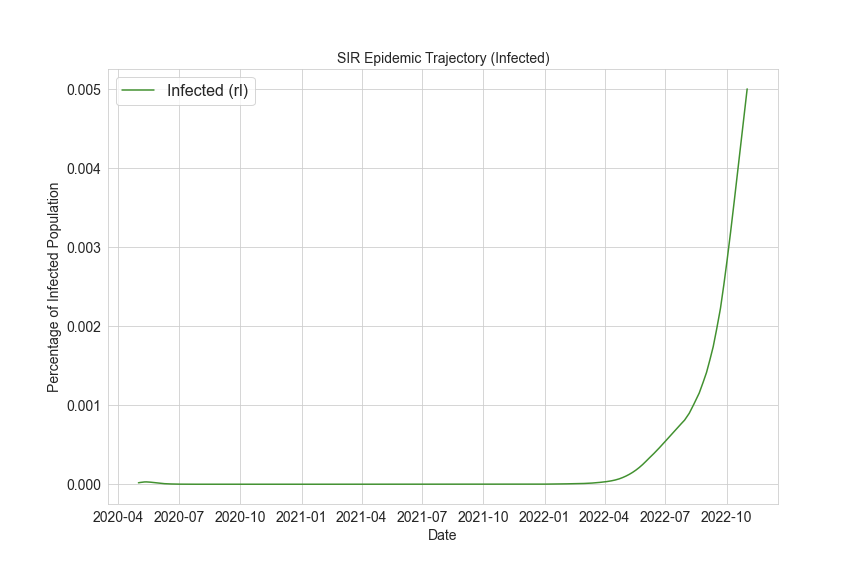 SIR Epidemic Trajectory (Infected)
Infected (rI)
Percentage of Infected Population
0.005
0.004
0.003
0.002
0.001
0.000
2020-04 2020-07 2020-10 2021-01 2021-04 2021-07 2021-10 2022-01 2022-04 2022-07 2022-10
Date